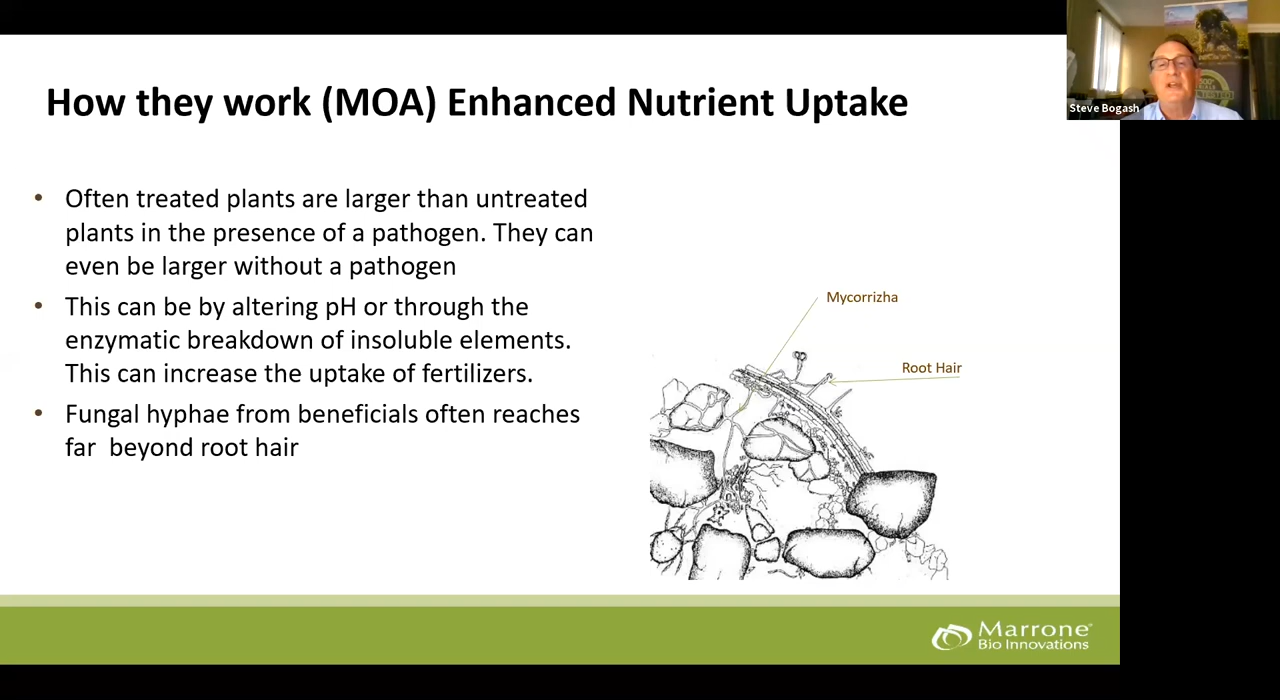 How they work (MOA) Enhanced Nutrient Uptake
Steve Bogash
• Often treated plants are larger than untreated
plants in the presence of a pathogen. They can
even be larger without a pathogen
• This can be by altering pH or through the
enzymatic breakdown of insoluble elements.
This can increase the uptake of fertilizers.
• Fungal hyphae from beneficials often reaches
far  beyond root hair
Mycorrizha
Root Hair
Marrone®
Bio Innovations